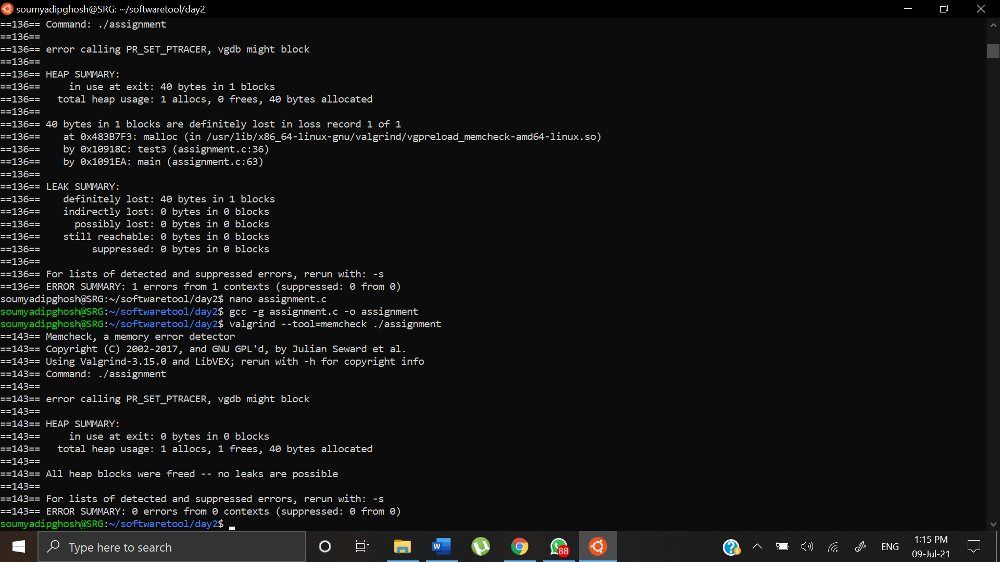 soumyadipghosh@SRG: ~/softwaretool/day2
==136== Command: ./assignment
==136==
==136== error calling PR_SET_PTRACER, vgdb might block
==136==
==136== HEAP SUMMARY:
==136==     in use at exit: 40 bytes in 1 blocks
==136==   total heap usage: 1 allocs, 0 frees, 40 bytes allocated
==136==
==136== 40 bytes in 1 blocks are definitely lost in loss record 1 of 1
==136==    at 0x483B7F3: malloc (in /usr/lib/x86_64-linux-gnu/valgrind/vgpreload_memcheck-amd64-linux.so)
==136==    by 0x10918C: test3 (assignment.c:36)
==136==    by 0x1091EA: main (assignment.c:63)
==136==
==136== LEAK SUMMARY:
==136==    definitely lost: 40 bytes in 1 blocks
==136==    indirectly lost: 0 bytes in 0 blocks
==136==      possibly lost: 0 bytes in 0 blocks
==136==    still reachable: 0 bytes in 0 blocks
==136==         suppressed: 0 bytes in 0 blocks
==136==
==136== For lists of detected and suppressed errors, rerun with: -s
==136== ERROR SUMMARY: 1 errors from 1 contexts (suppressed: 0 from 0)
soumyadipghosh@SRG:~/softwaretool/day2$ nano assignment.c
soumyadipghosh@SRG:~/softwaretool/day2$ gcc -g assignment.c -o assignment
soumyadipghosh@SRG:~/softwaretool/day2$ valgrind --tool=memcheck ./assignment
==143== Memcheck, a memory error detector
==143== Copyright (C) 2002-2017, and GNU GPL'd, by Julian Seward et al.
==143== Using Valgrind-3.15.0 and LibVEX; rerun with -h for copyright info
==143== Command: ./assignment
==143==
==143== error calling PR_SET_PTRACER, vgdb might block
==143==
==143== HEAP SUMMARY:
==143==     in use at exit: 0 bytes in 0 blocks
==143==   total heap usage: 1 allocs, 1 frees, 40 bytes allocated
==143==
==143== All heap blocks were freed -- no leaks are possible
==143==
==143== For lists of detected and suppressed errors, rerun with: -s
==143== ERROR SUMMARY: 0 errors from 0 contexts (suppressed: 0 from 0)
soumyadipghosh@SRG:~/softwaretool/day2$
Type here to search
W
88
ENG
1:15 PM
09-Jul-21